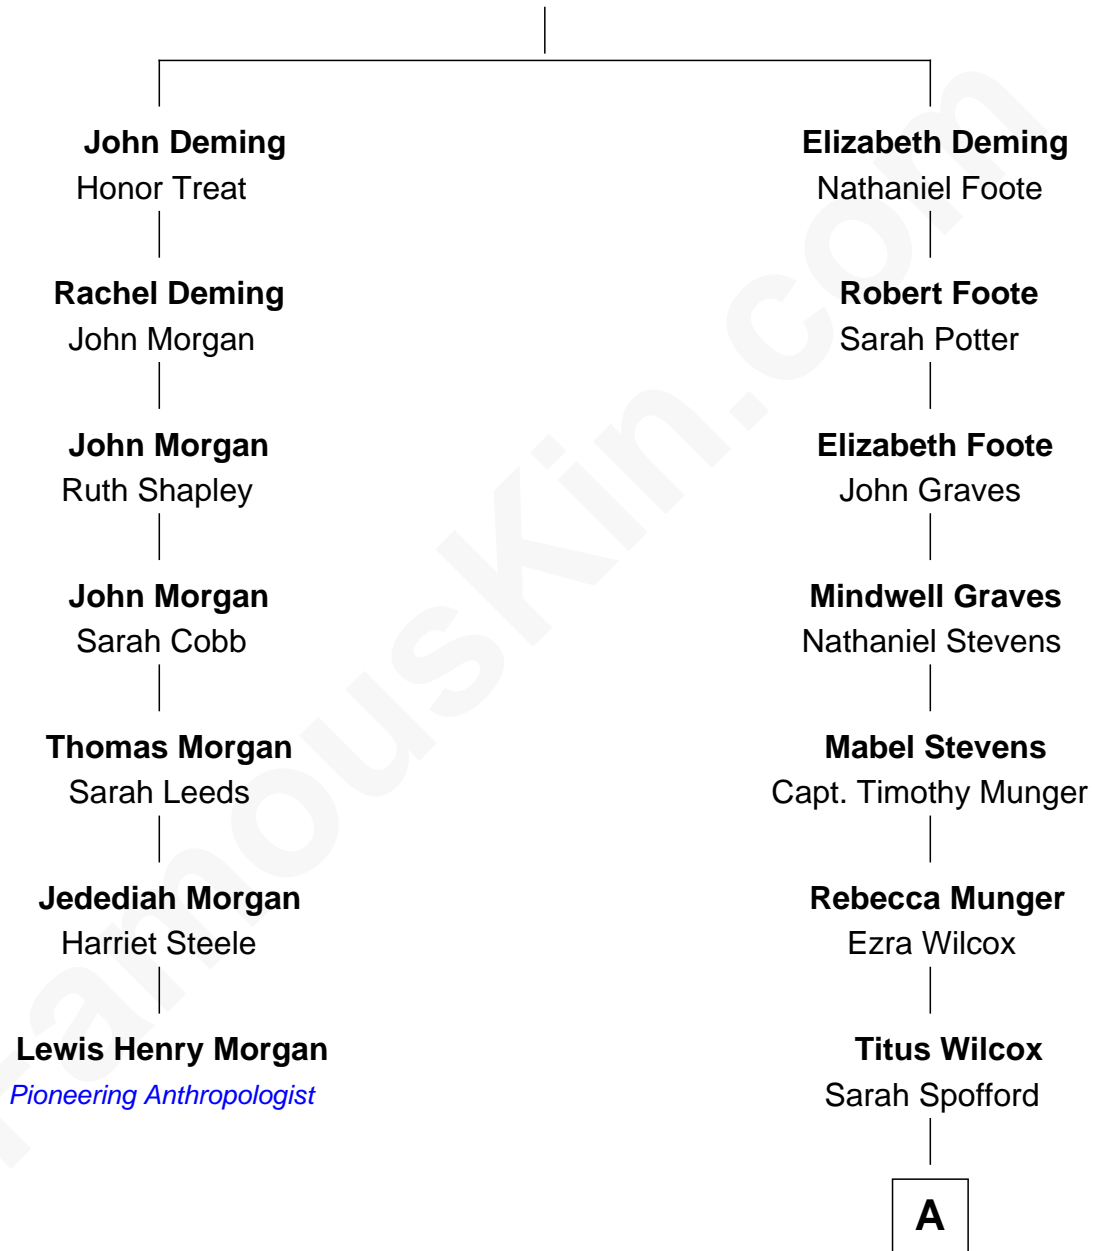 John Deming
Honor Treat
Rachel Deming
John Morgan
John Morgan
Ruth Shapley
John Morgan
Sarah Cobb
Thomas Morgan
Sarah Leeds
Jedediah Morgan
Harriet Steele
Lewis Henry Morgan
Pioneering Anthropologist
Elizabeth Deming
Nathaniel Foote
Robert Foote
Sarah Potter
Elizabeth Foote
John Graves
Mindwell Graves
Nathaniel Stevens
Mabel Stevens
Capt. Timothy Munger
Rebecca Munger
Ezra Wilcox
Titus Wilcox
Sarah Spofford
A
FamousKin.com